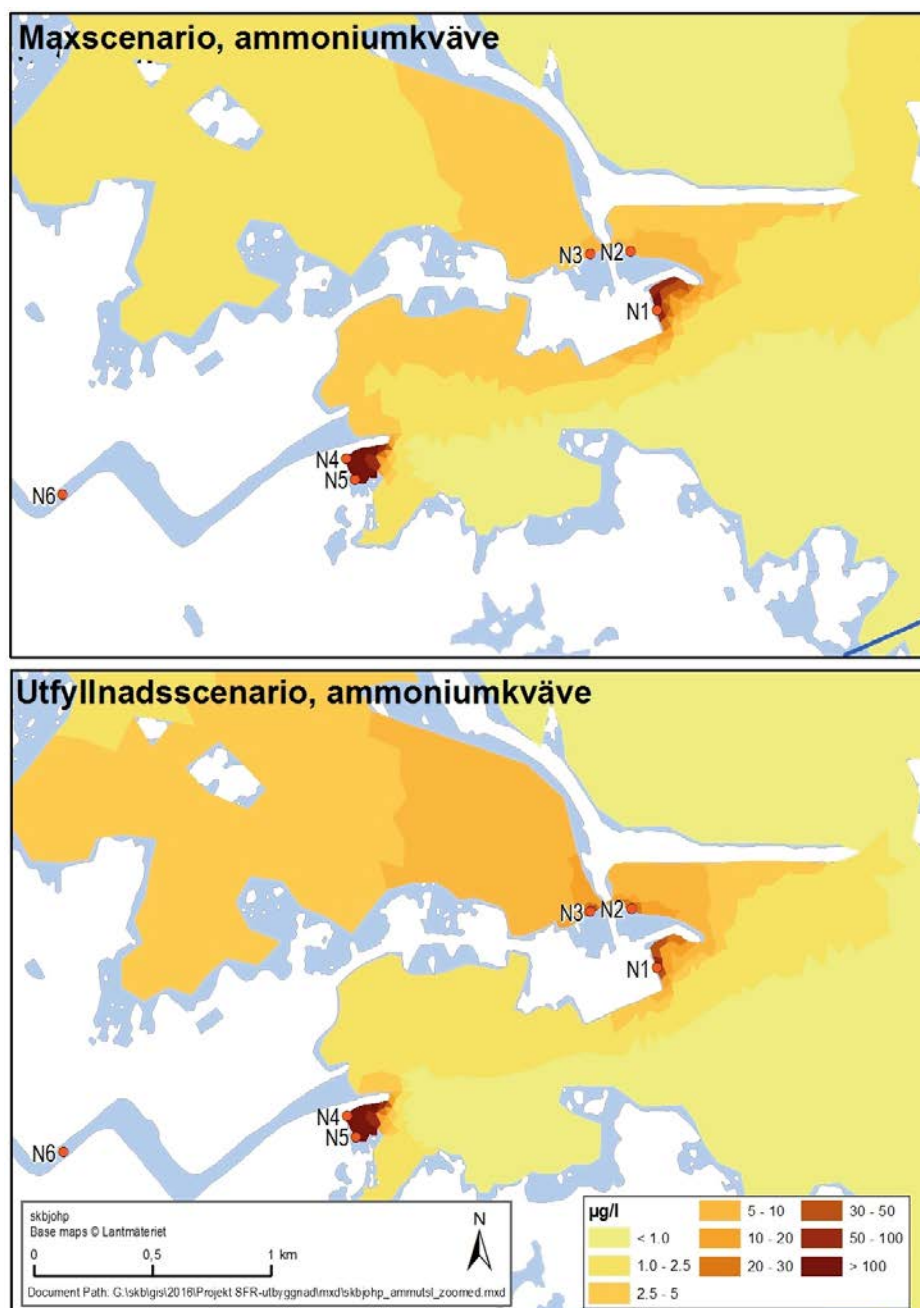 Maxscenario, ammoniumkväve
N3
N2
N1
N4
N5
N6
Utfyllnadsscenario, ammoniumkväve
N3
N2
N1
N4
N5
N6
skbjohp
Base maps © Lantmäteriet
N
0 0,5 1 km
Document Path: G:\skb\gis\2016\Projekt SFR-utbyggnad\mxd\skbjohp_ammutsl_zoomed.mxd
µg/l
< 1.0
1.0 - 2.5
2.5 - 5
5 - 10
10 - 20
20 - 30
30 - 50
50 - 100
> 100